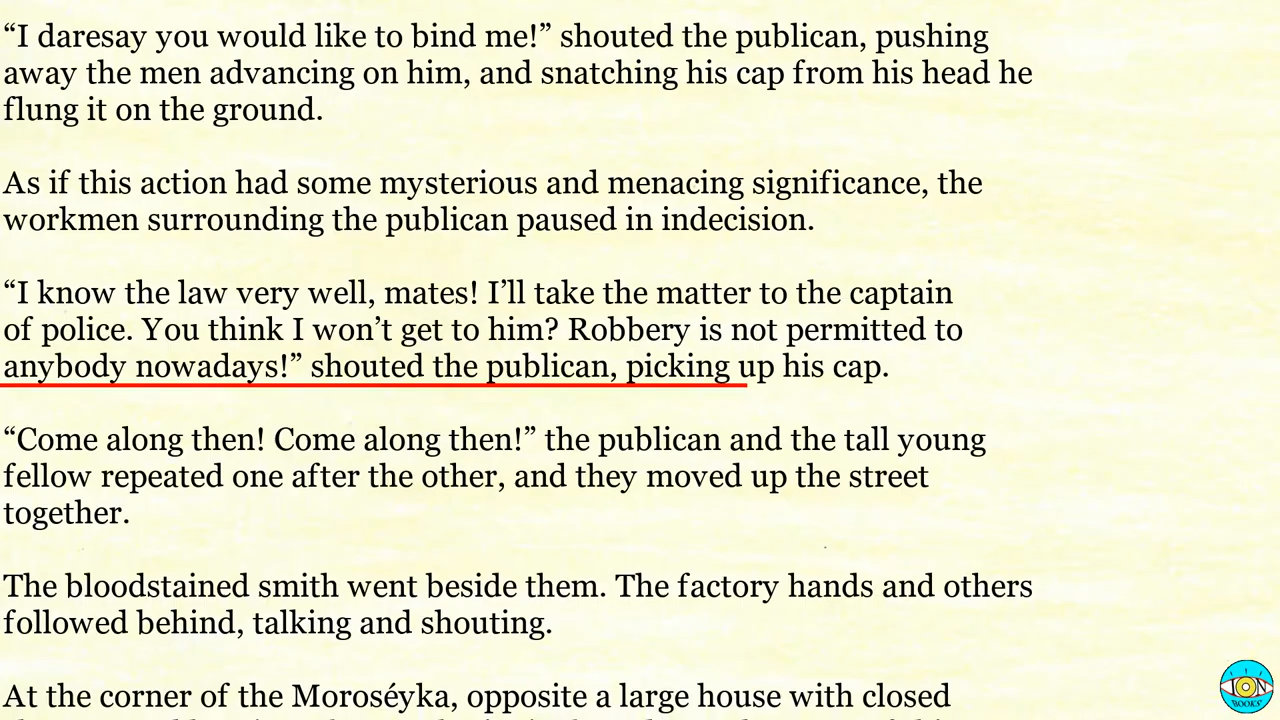 “I daresay you would like to bind me!” shouted the publican, pushing
away the men advancing on him, and snatching his cap from his head he
flung it on the ground.
As if this action had some mysterious and menacing significance, the
workmen surrounding the publican paused in indecision.
“I know the law very well, mates! I’ll take the matter to the captain
of police. You think I won’t get to him? Robbery is not permitted to
anybody nowadays!” shouted the publican, picking up his cap.
“Come along then! Come along then!” the publican and the tall young
fellow repeated one after the other, and they moved up the street
together.
The bloodstained smith went beside them. The factory hands and others
followed behind, talking and shouting.
At the corner of the Moroséyka, opposite a large house with closed
ION
BOOKS